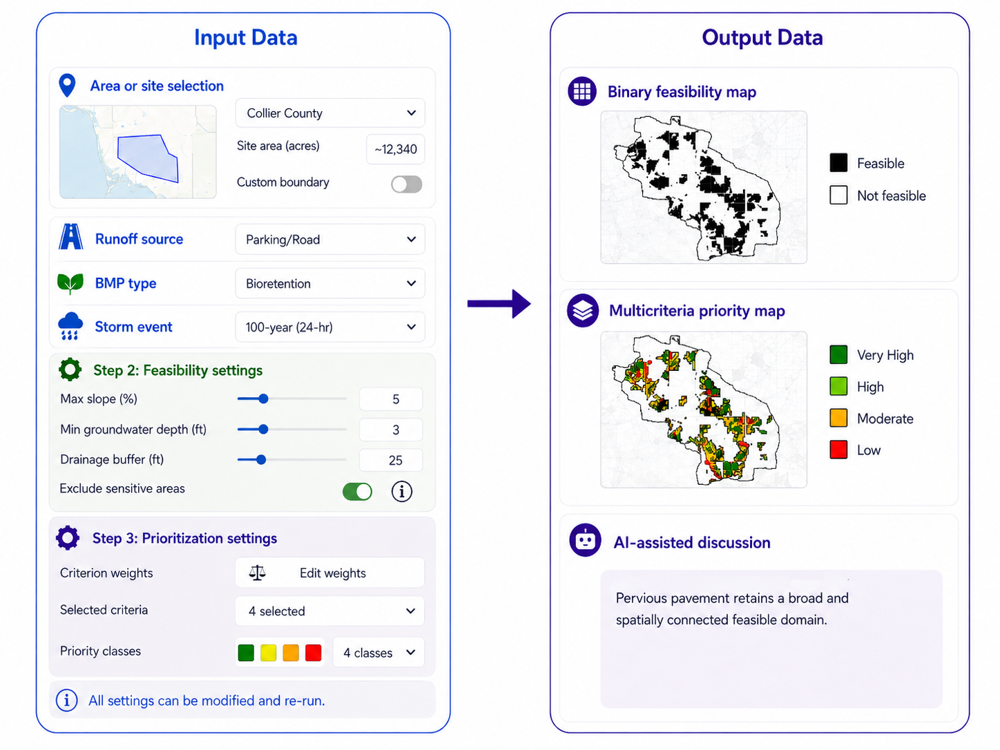 Input Data
Area or site selection
Collier County
Site area (acres)
~12,340
Custom boundary
Runoff source
Parking/Road
BMP type
Bioretention
Storm event
100-year (24-hr)
Step 2: Feasibility settings
Max slope (%)
5
Min groundwater depth (ft)
3
Drainage buffer (ft)
25
Exclude sensitive areas
i
Step 3: Prioritization settings
Criterion weights
Edit weights
Selected criteria
4 selected
Priority classes
4 classes
i
All settings can be modified and re-run.
Output Data
Binary feasibility map
Feasible
Not feasible
Multicriteria priority map
Very High
High
Moderate
Low
AI-assisted discussion
Pervious pavement retains a broad and
spatially connected feasible domain.